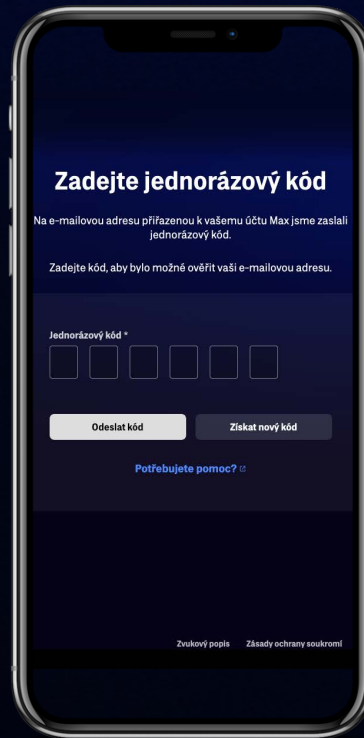 Zadejte jednorázový kód
Na e-mailovou adresu přiřazenou k vašemu účtu Max jsme zaslali
jednorázový kód.
Zadejte kód, aby bylo možné ověřit vaši e-mailovou adresu.
Jednorázový kód *
Odeslat kód
Získat nový kód
Potřebujete pomoc?
Zvukový popis
Zásady ochrany soukromí